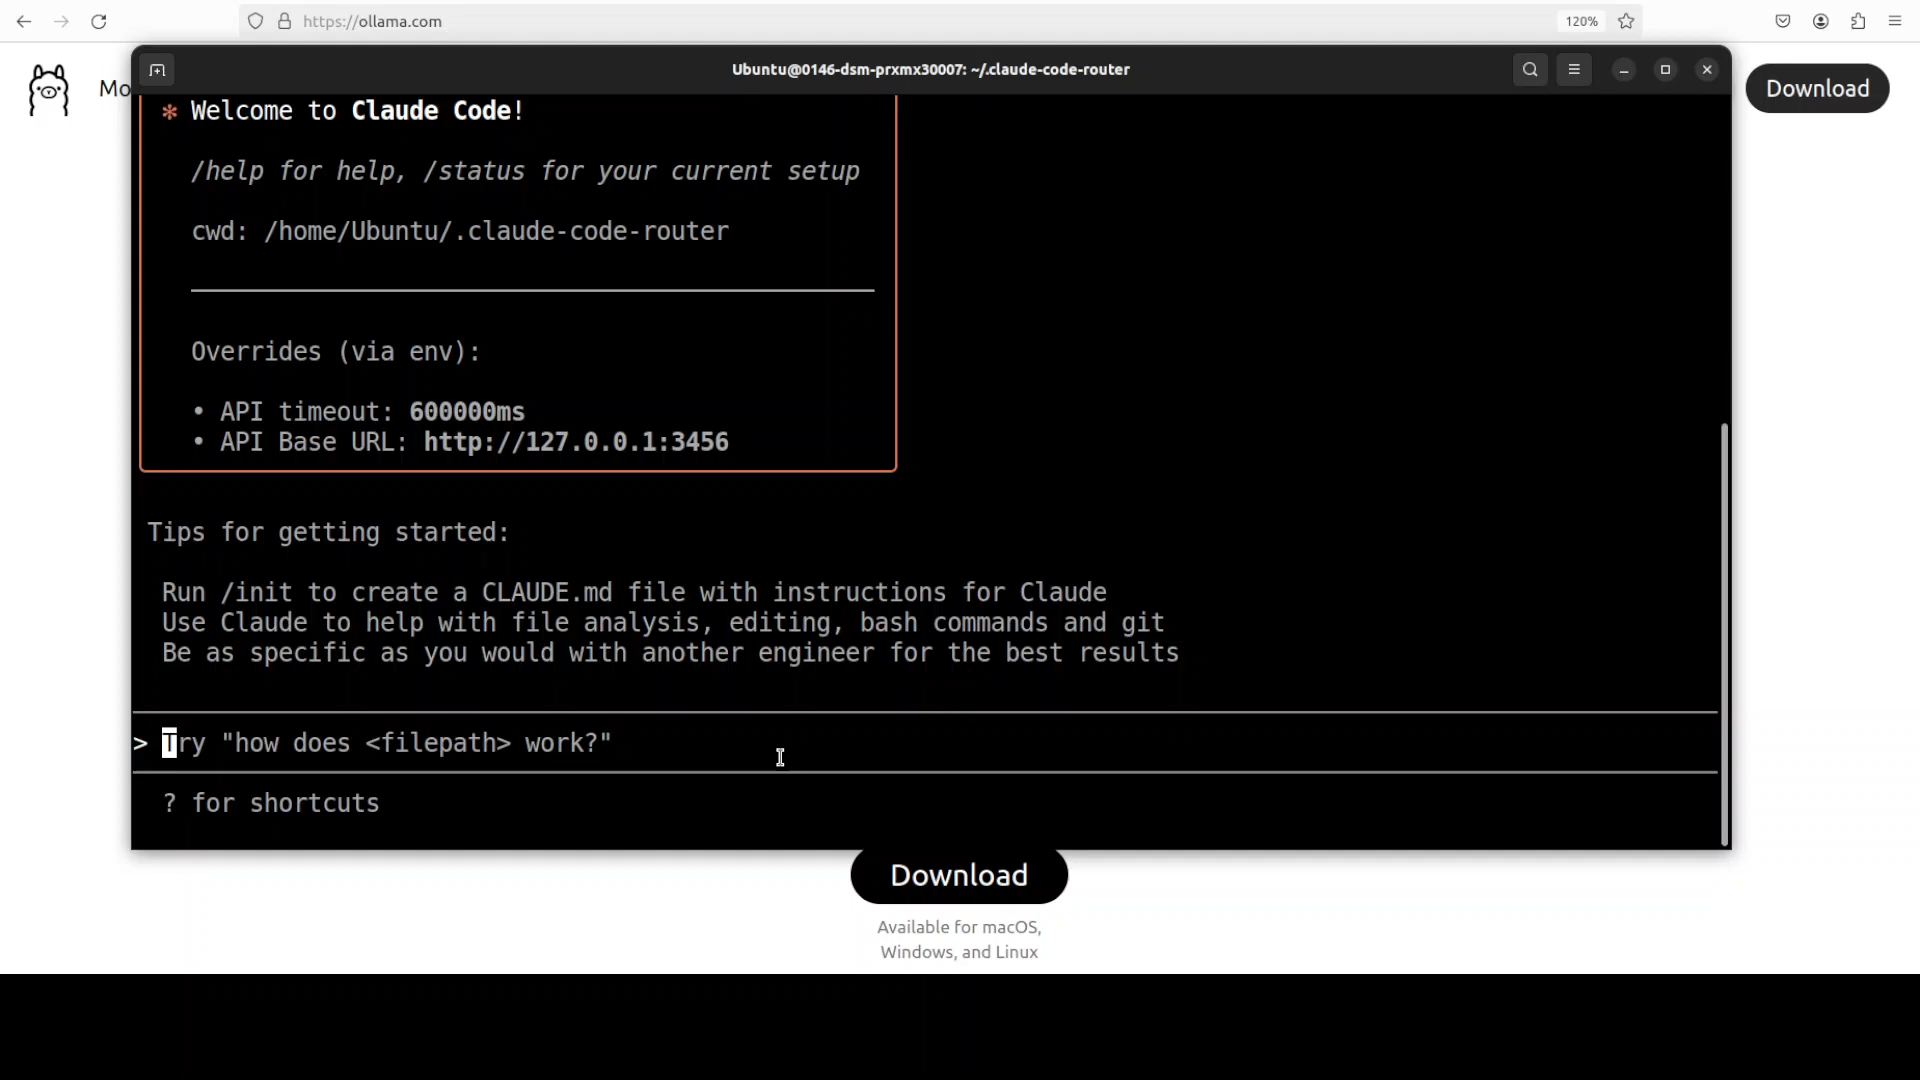 https://ollama.com
120%
Mo
Download
Ubuntu@0146-dsm-prxmx30007: ~/.claude-code-router
✻ Welcome to Claude Code!
/help for help, /status for your current setup
cwd: /home/Ubuntu/.claude-code-router
Overrides (via env):
• API timeout: 600000ms
• API Base URL: http://127.0.0.1:3456
Tips for getting started:
Run /init to create a CLAUDE.md file with instructions for Claude
Use Claude to help with file analysis, editing, bash commands and git
Be as specific as you would with another engineer for the best results
> Try "how does <filepath> work?"
? for shortcuts
Download
Available for macOS,
Windows, and Linux